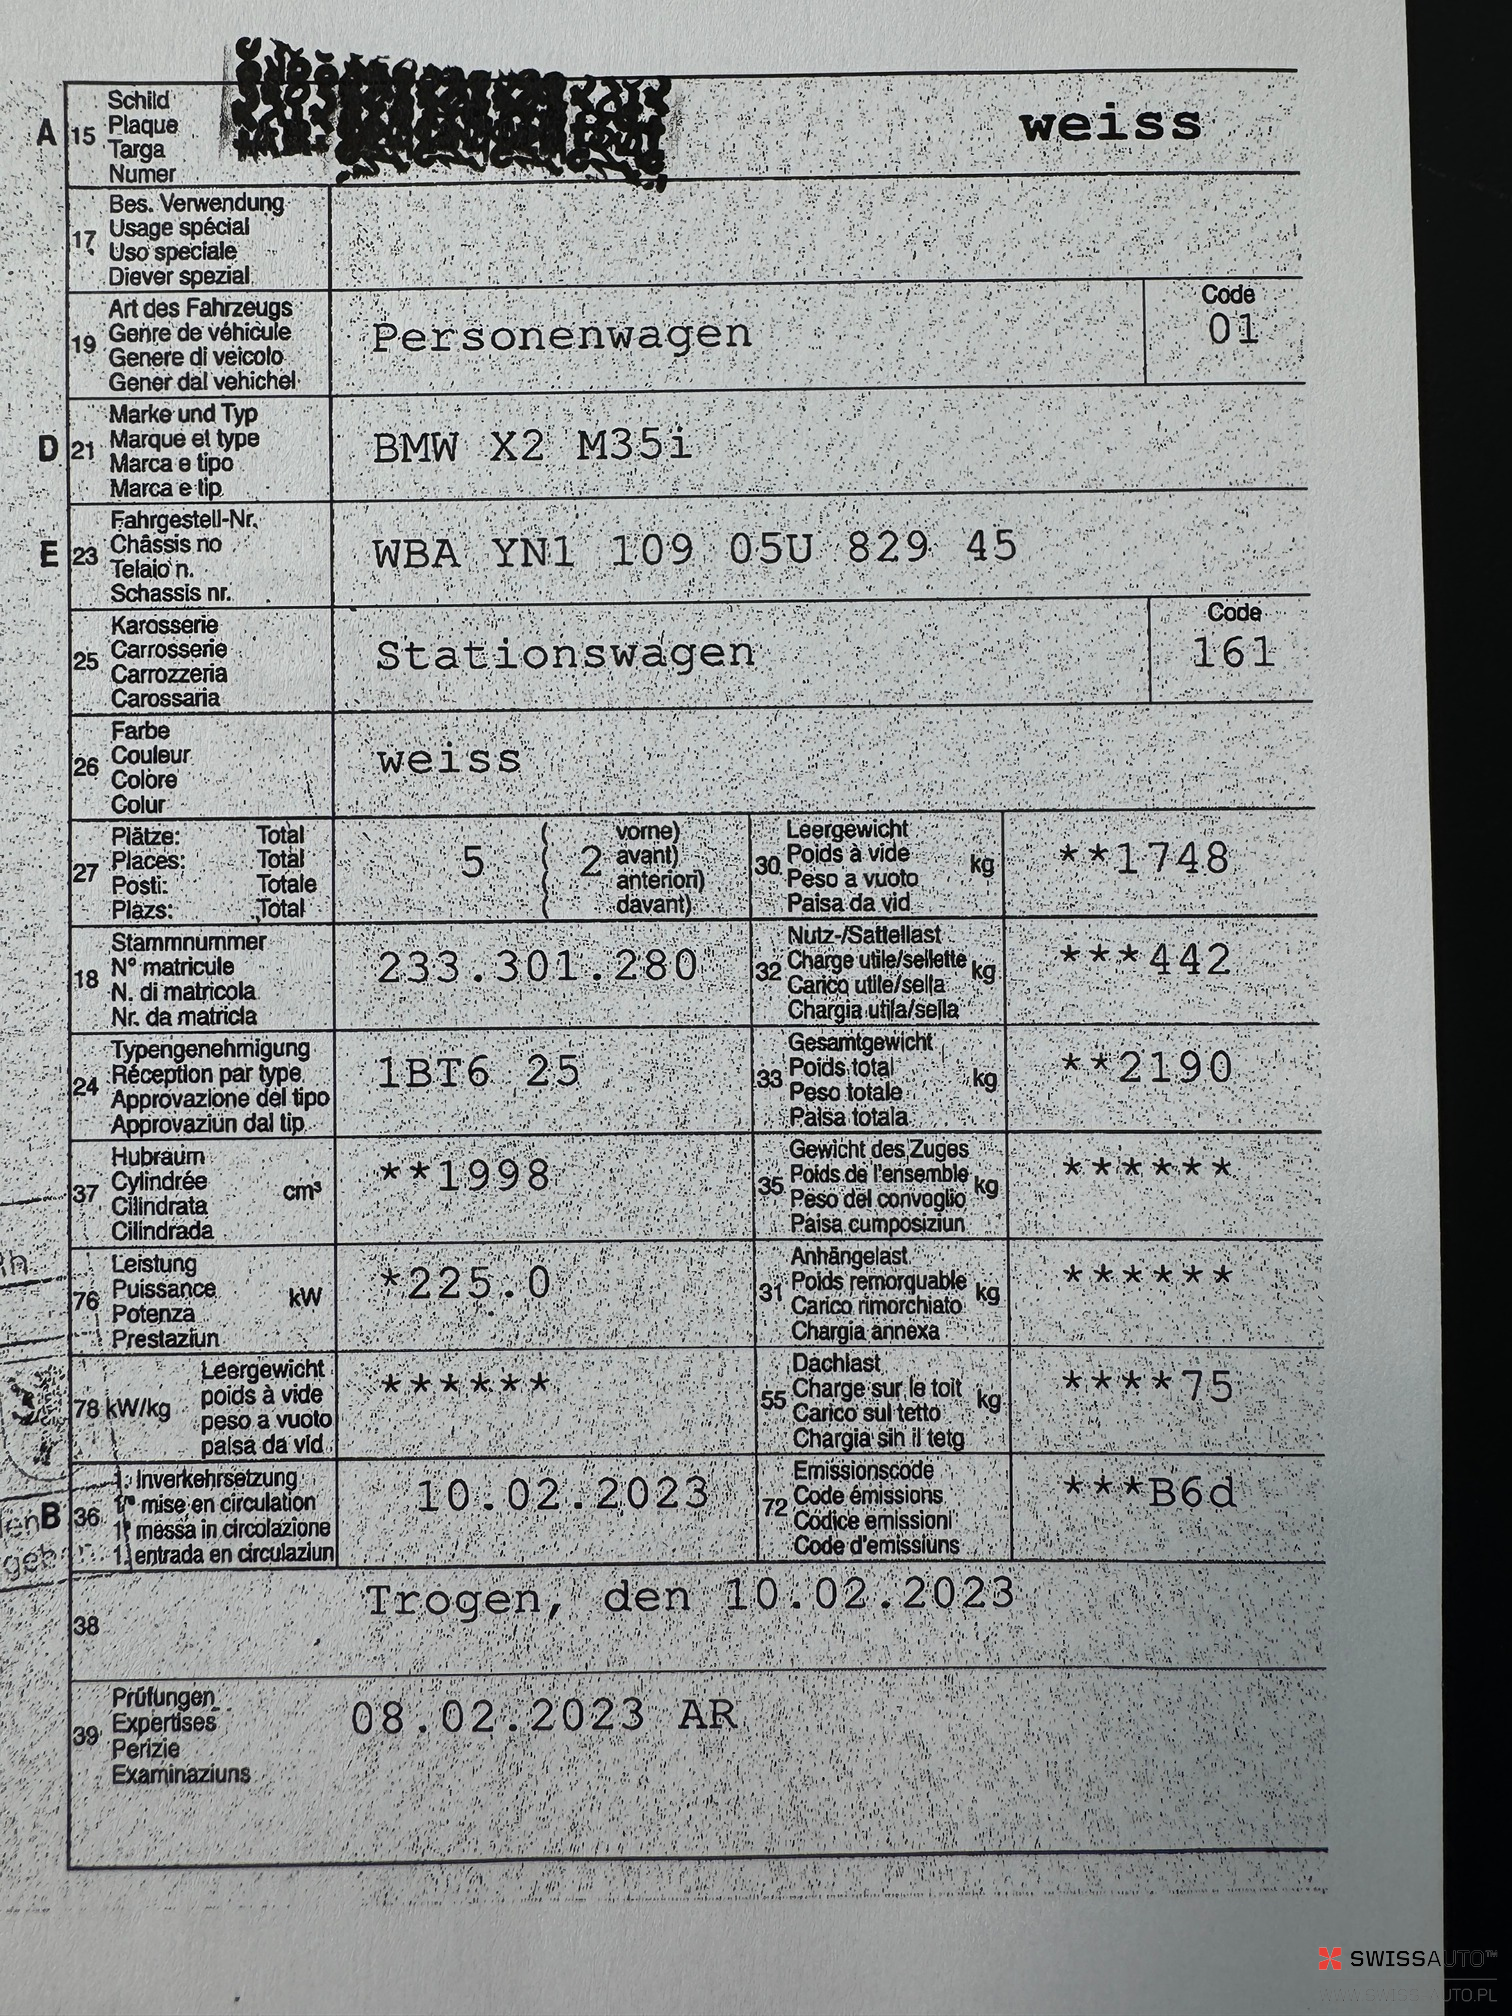 A 15 Schild
Plaque
Targa
Numer
weiss
17 Bes. Verwendung
Usage spécial
Uso speciale
Diever spezial
19 Art des Fahrzeugs
Genre de véhicule
Genere di veicolo
Gener dal vehichel
Personenwagen
Code
01
D 21 Marke und Typ
Marque et type
Marca e tipo
Marca e tip
BMW X2 M35i
E 23 Fahrgestell-Nr.
Châssis no
Telaio n.
Schassis nr.
WBA YN1 109 05U 829 45
25 Karosserie
Carrosserie
Carrozzeria
Carossaria
Stationswagen
Code
161
26 Farbe
Couleur
Colore
Colur
weiss
27 Plätze: Total
Places: Total
Posti: Totale
Plazs: Total
5 ( 2 vorne)
avant)
anteriori)
davant)
30 Leergewicht
Poids à vide kg
Peso a vuoto
Paisa da vid
**1748
18 Stammnummer
N° matricule
N. di matricola
Nr. da matricla
233.301.280
32 Nutz-/Sattellast
Charge utile/sellette kg
Carico utile/sella
Chargia utila/sella
***442
24 Typengenehmigung
Réception par type
Approvazione del tipo
Approvaziun dal tip
1BT6 25
33 Gesamtgewicht
Poids total kg
Peso totale
Paisa totala
**2190
37 Hubraum
Cylindrée cm³
Cilindrata
Cilindrada
**1998
35 Gewicht des Zuges
Poids de l'ensemble kg
Peso del convoglio
Paisa cumposiziun
******
76 Leistung
Puissance kW
Potenza
Prestaziun
*225.0
31 Anhängelast
Poids remorquable kg
Carico rimorchiato
Chargia annexa
******
78 kW/kg Leergewicht
poids à vide
peso a vuoto
paisa da vid
******
55 Dachlast
Charge sur le toit kg
Carico sul tetto
Chargia sin il tetg
****75
B 36 1. Inverkehrsetzung
1re mise en circulation
1a messa in circolazione
1. entrada en circulaziun
10.02.2023
72 Emissionscode
Code émissions
Codice emissioni
Code d'emissiuns
***B6d
38 Trogen, den 10.02.2023
39 Prüfungen
Expertises
Perizie
Examinaziuns
08.02.2023 AR
SWISSAUTO™
WWW.SWISSAUTO.PL